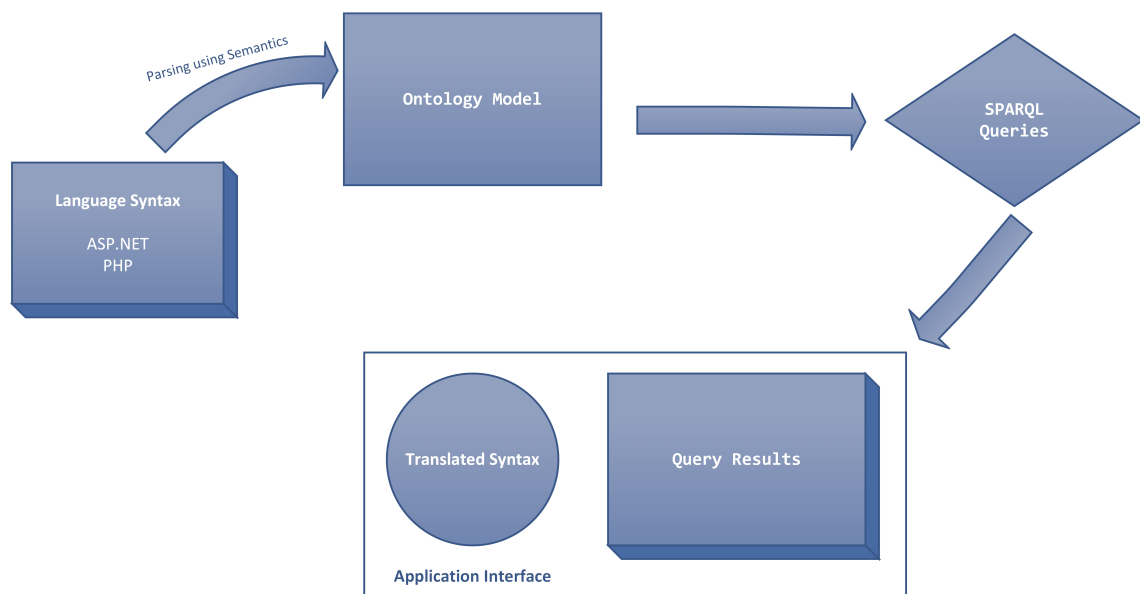 Parsing using Semantics
Ontology Model
SPARQL
Queries
Language Syntax
ASP.NET
PHP
Translated Syntax
Query Results
Application Interface